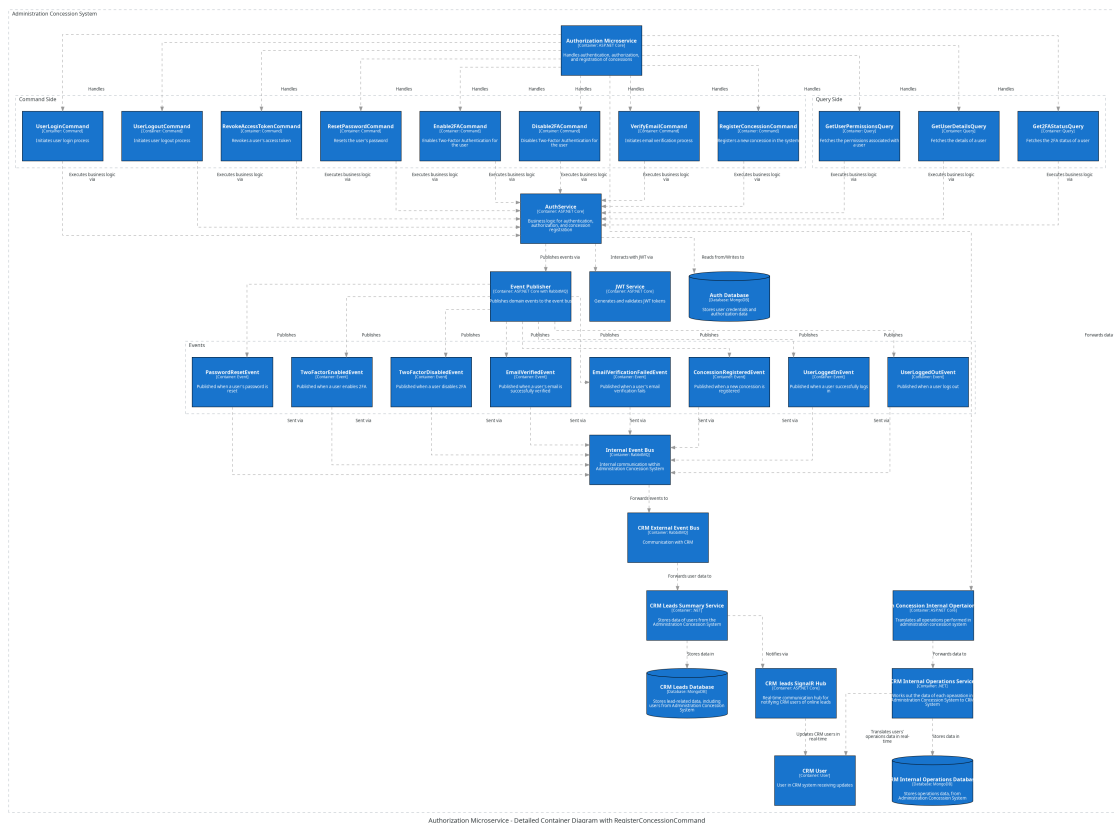 Administration Concession System
Authorization Microservice
[Container: ASP.NET Core]
Handles authentication, authorization,
and registration of concessions
Handles
Handles
Handles
Handles
Handles
Handles
Handles
Handles
Handles
Handles
Handles
Command Side
Query Side
UserLoginCommand
[Container: Command]
Initiates user login process
UserLogoutCommand
[Container: Command]
Initiates user logout process
RevokeAccessTokenCommand
[Container: Command]
Revokes a user's access token
ResetPasswordCommand
[Container: Command]
Resets the user's password
Enable2FACommand
[Container: Command]
Enables Two-Factor Authentication for
the user
Disable2FACommand
[Container: Command]
Disables Two-Factor Authentication for
the user
VerifyEmailCommand
[Container: Command]
Initiates email verification process
RegisterConcessionCommand
[Container: Command]
Registers a new concession in the system
GetUserPermissionsQuery
[Container: Query]
Fetches the permissions associated with
a user
GetUserDetailsQuery
[Container: Query]
Fetches the details of a user
Get2FAStatusQuery
[Container: Query]
Fetches the 2FA status of a user
Executes business logic
via
Executes business logic
via
Executes business logic
via
Executes business logic
via
Executes business logic
via
Executes business logic
via
Executes business logic
via
Executes business logic
via
Executes business logic
via
Executes business logic
via
Executes business logic
via
AuthService
[Container: ASP.NET Core]
Business logic for authentication,
authorization, and concession
registration
Publishes events via
Interacts with JWT via
Reads from/Writes to
Event Publisher
[Container: ASP.NET Core with RabbitMQ]
Publishes domain events to the event bus
JWT Service
[Container: ASP.NET Core]
Generates and validates JWT tokens
Auth Database
[Database: MongoDB]
Stores user credentials and
authorization data
Publishes
Publishes
Publishes
Publishes
Publishes
Publishes
Publishes
Publishes
Forwards data
Events
PasswordResetEvent
[Container: Event]
Published when a user's password is
reset
TwoFactorEnabledEvent
[Container: Event]
Published when a user enables 2FA
TwoFactorDisabledEvent
[Container: Event]
Published when a user disables 2FA
EmailVerifiedEvent
[Container: Event]
Published when a user's email is
successfully verified
EmailVerificationFailedEvent
[Container: Event]
Published when a user's email
verification fails
ConcessionRegisteredEvent
[Container: Event]
Published when a new concession is
registered
UserLoggedInEvent
[Container: Event]
Published when a user successfully logs
in
UserLoggedOutEvent
[Container: Event]
Published when a user logs out
Sent via
Sent via
Sent via
Sent via
Sent via
Sent via
Sent via
Internal Event Bus
[Container: RabbitMQ]
Internal communication within
Administration Concession System
Forwards events to
CRM External Event Bus
[Container: RabbitMQ]
Communication with CRM
Forwards user data to
CRM Leads Summary Service
[Container: .NET]
Stores data of users from the
Administration Concession System
Concession Internal Opertaion
[Container: ASP.NET Core]
Translates all operations performed in
administration concession system
Stores data in
Notifies via
Forwards data to
CRM Leads Database
[Database: MongoDB]
Stores lead-related data, including
users from Administration Concession
System
CRM leads SignalR Hub
[Container: ASP.NET Core]
Real-time communication hub for
notifying CRM users of online leads
CRM Internal Operations Service
[Container: .NET]
Works out the data of each operation in
Administration Concession System to CRM
System
Updates CRM users in
real-time
Translates users'
operaions data in real-
time
Stores data in
CRM User
[Container: User]
User in CRM system receiving updates
M Internal Operations Databas
[Database: MongoDB]
Stores operations data, from
Administration Concession System
Authorization Microservice - Detailed Container Diagram with RegisterConcessionCommand